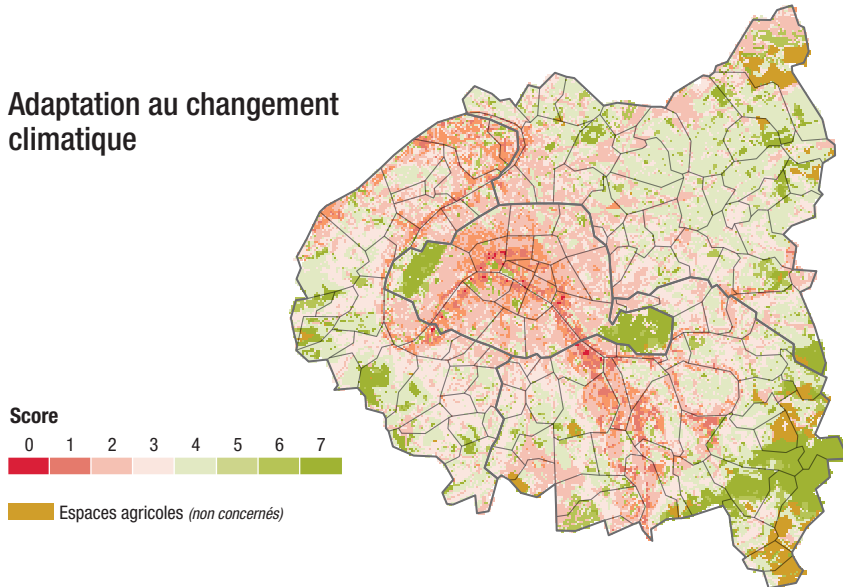 Adaptation au changement
climatique
Score
0 1 2 3 4 5 6 7
Espaces agricoles (non concernés)